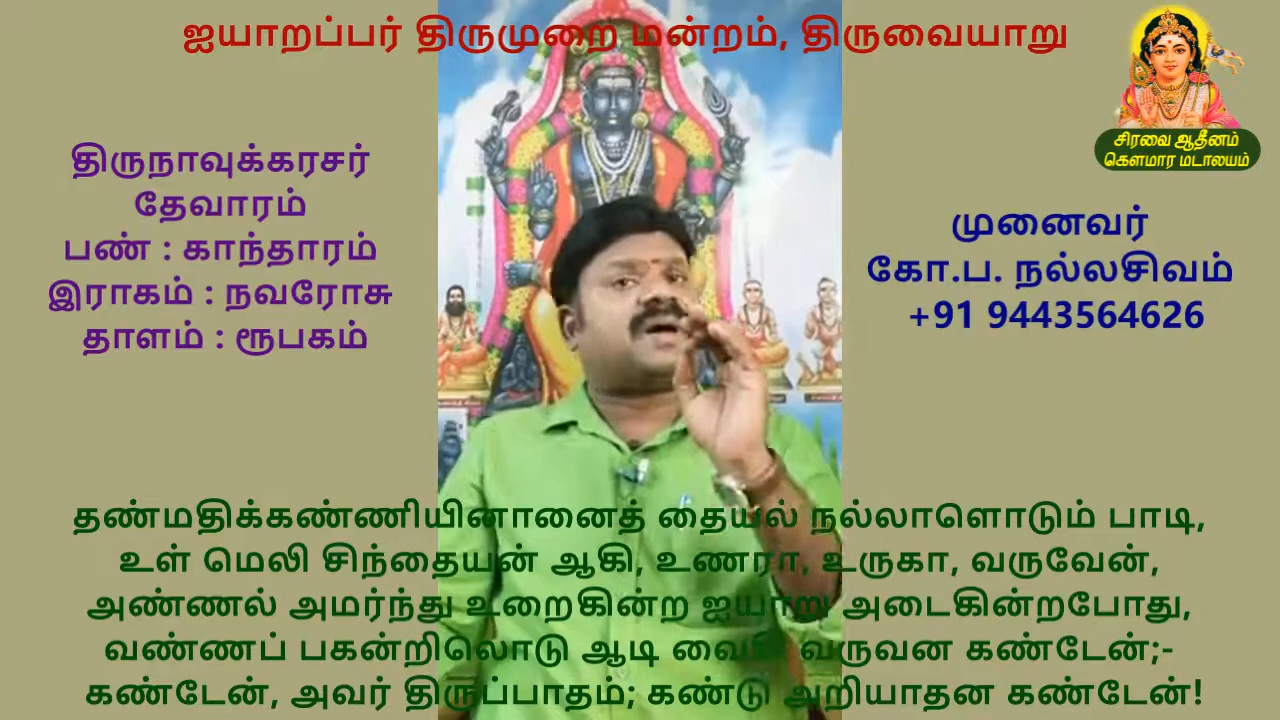 ஐயாறப்பர் திருமுறை மன்றம், திருவையாறு
சிரவை ஆதீனம்
கௌமார மடாலயம்
திருநாவுக்கரசர்
தேவாரம்
பண் : காந்தாரம்
இராகம் : நவரோசு
தாளம் : ரூபகம்
முனைவர்
கோ.ப. நல்லசிவம்
+91 9443564626
தண்மதிக்கண்ணியினானைத் தையல் நல்லாளொடும் பாடி,
உள் மெலி சிந்தையன் ஆகி, உணரா, உருகா, வருவேன்,
அண்ணல் அமர்ந்து உறைகின்ற ஐயாறு அடைகின்றபோது,
வண்ணப் பகன்றிலொடு ஆடி வைகி வருவன கண்டேன்;-
கண்டேன், அவர் திருப்பாதம்; கண்டு அறியாதன கண்டேன்!